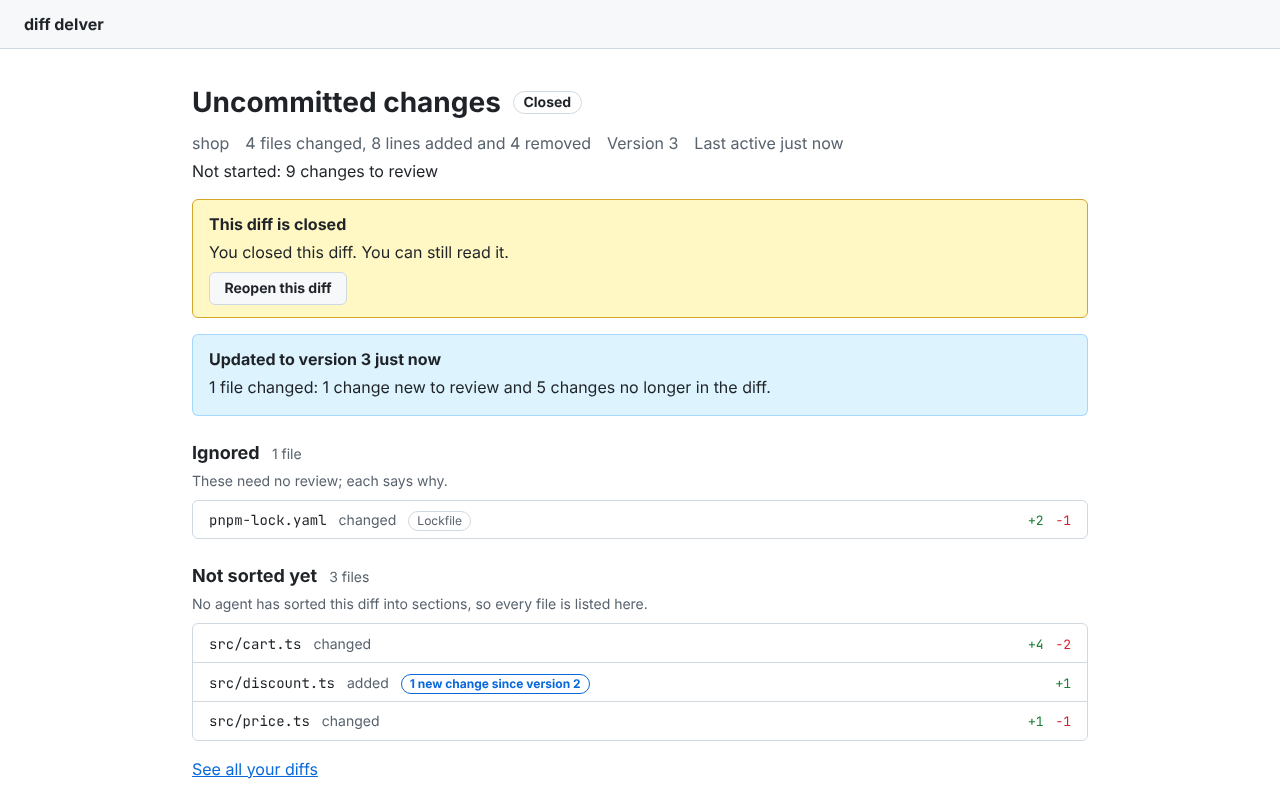 diff delver
Uncommitted changes Closed
shop 4 files changed, 8 lines added and 4 removed Version 3 Last active just now
Not started: 9 changes to review
This diff is closed
You closed this diff. You can still read it.
Reopen this diff
Updated to version 3 just now
1 file changed: 1 change new to review and 5 changes no longer in the diff.
Ignored 1 file
These need no review; each says why.
pnpm-lock.yaml changed Lockfile +2 -1
Not sorted yet 3 files
No agent has sorted this diff into sections, so every file is listed here.
src/cart.ts changed +4 -2
src/discount.ts added 1 new change since version 2 +1
src/price.ts changed +1 -1
See all your diffs